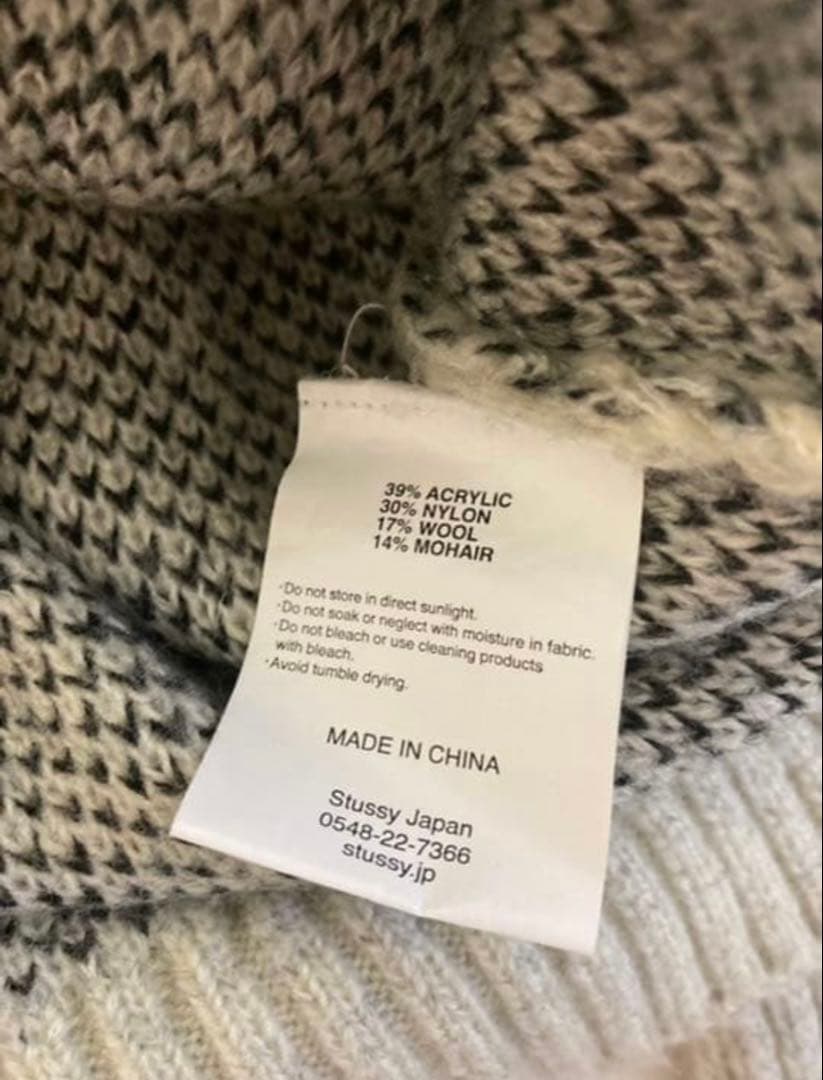 39% ACRYLIC
30% NYLON
17% WOOL
14% MOHAIR
·Do not store in direct sunlight.
·Do not soak or neglect with moisture in fabric.
·Do not bleach or use cleaning products
with bleach.
·Avoid tumble drying.
MADE IN CHINA
Stussy Japan
0548-22-7366
stussy.jp